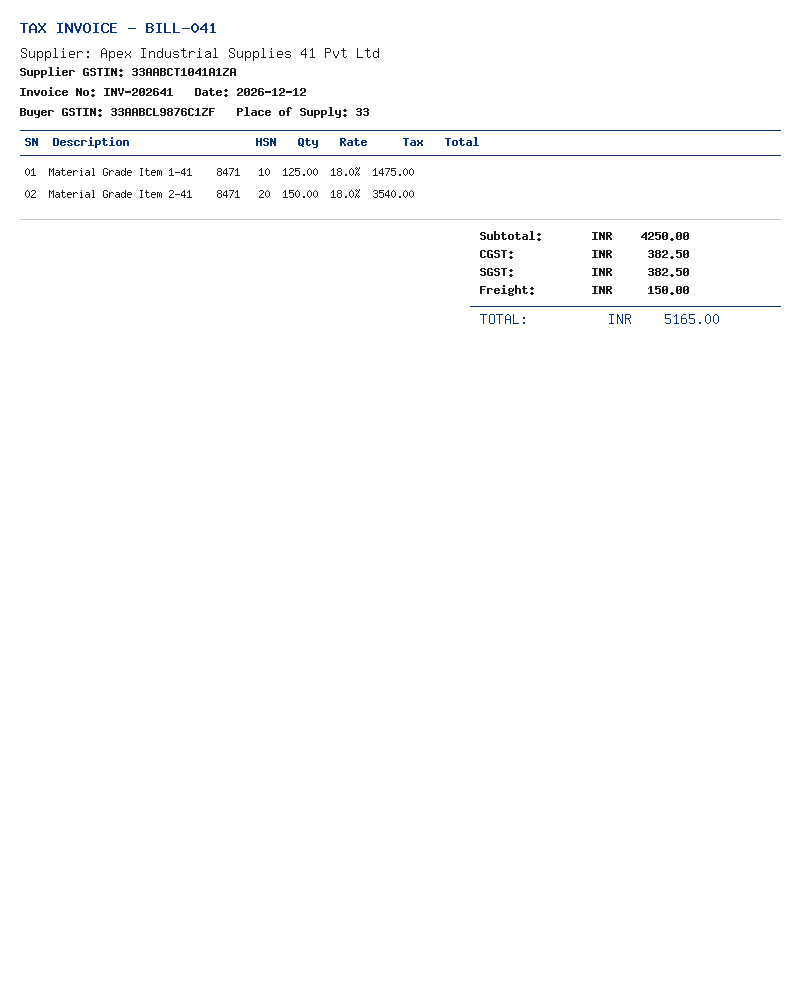 TAX INVOICE - BILL-041
Supplier: Apex Industrial Supplies 41 Pvt Ltd
Supplier GSTIN: 33AABCT1041A1ZA
Invoice No: INV-202641 Date: 2026-12-12
Buyer GSTIN: 33AABCL9876C1ZF Place of Supply: 33
SN Description HSN Qty Rate Tax Total
01 Material Grade Item 1-41 8471 10 125.00 18.0% 1475.00
02 Material Grade Item 2-41 8471 20 150.00 18.0% 3540.00
Subtotal: INR 4250.00
CGST: INR 382.50
SGST: INR 382.50
Freight: INR 150.00
TOTAL: INR 5165.00